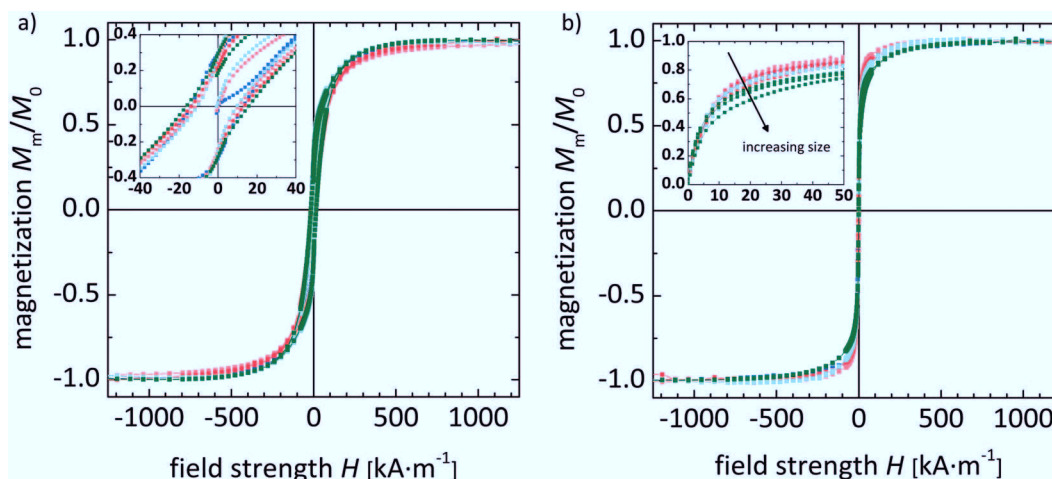 a)
magnetization M_m/M_0
1.0
0.5
0.0
-0.5
-1.0
0.4
0.2
0.0
-0.2
-0.4
-40 -20 0 20 40
-1000 -500 0 500 1000
field strength H [kA·m⁻¹]
b)
magnetization M_m/M_0
1.0
0.5
0.0
-0.5
-1.0
1.0
0.8
0.6
0.4
0.2
0.0
increasing size
0 10 20 30 40 50
-1000 -500 0 500 1000
field strength H [kA·m⁻¹]